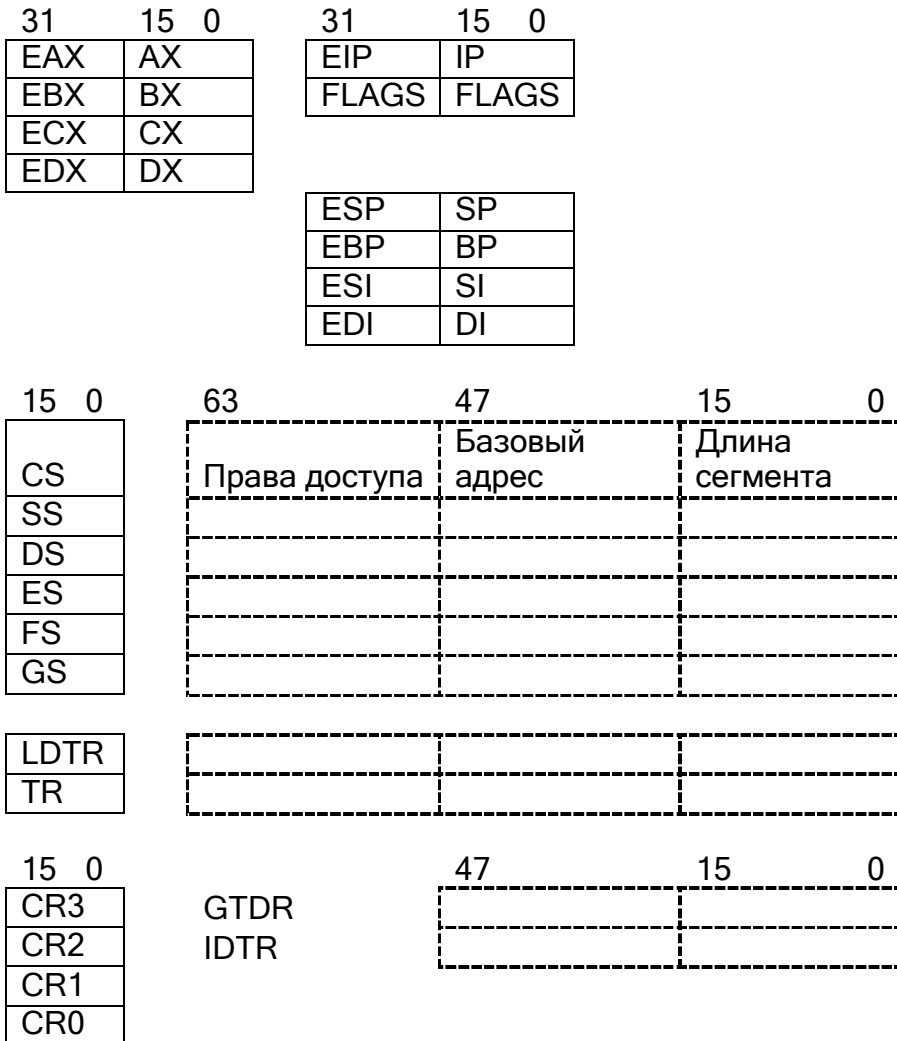 31 15 0 31 15 0
EAX AX EIP IP
EBX BX FLAGS FLAGS
ECX CX
EDX DX
ESP SP
EBP BP
ESI SI
EDI DI
15 0 63 47 15 0
Базовый Длина
CS Права доступа адрес сегмента
SS
DS
ES
FS
GS
LDTR
TR
15 0 47 15 0
CR3 GTDR
CR2 IDTR
CR1
CR0